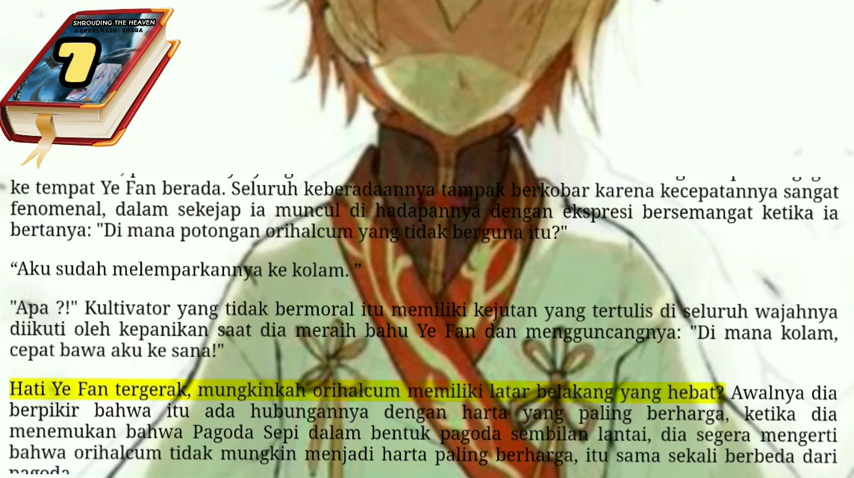 SHROUDING THE HEAVEN
7
ke tempat Ye Fan berada. Seluruh keberadaannya tampak berkobar karena kecepatannya sangat
fenomenal, dalam sekejap ia muncul di hadapannya dengan ekspresi bersemangat ketika ia
bertanya: "Di mana potongan orihalcum yang tidak berguna itu?"
“Aku sudah melemparkannya ke kolam. ”
"Apa ?!" Kultivator yang tidak bermoral itu memiliki kejutan yang tertulis di seluruh wajahnya
diikuti oleh kepanikan saat dia meraih bahu Ye Fan dan mengguncangnya: "Di mana kolam,
cepat bawa aku ke sana!"
Hati Ye Fan tergerak, mungkinkah orihalcum memiliki latar belakang yang hebat? Awalnya dia
berpikir bahwa itu ada hubungannya dengan harta yang paling berharga, ketika dia
menemukan bahwa Pagoda Sepi dalam bentuk pagoda sembilan lantai, dia segera mengerti
bahwa orihalcum tidak mungkin menjadi harta paling berharga, itu sama sekali berbeda dari
pagoda